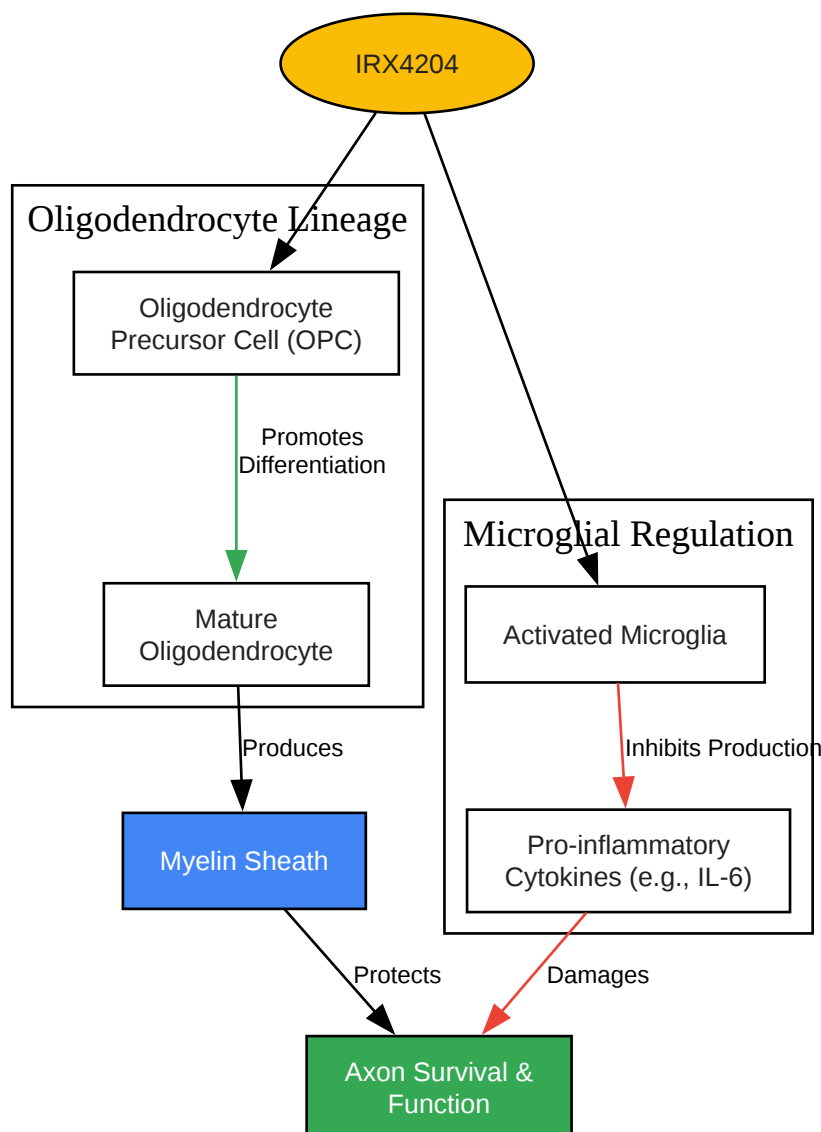 IRX4204
Oligodendrocyte Lineage
Oligodendrocyte
Precursor Cell (OPC)
Promotes
Differentiation
Mature
Oligodendrocyte
Produces
Myelin Sheath
Protects
Microglial Regulation
Activated Microglia
Inhibits Production
Pro-inflammatory
Cytokines (e.g., IL-6)
Damages
Axon Survival &
Function